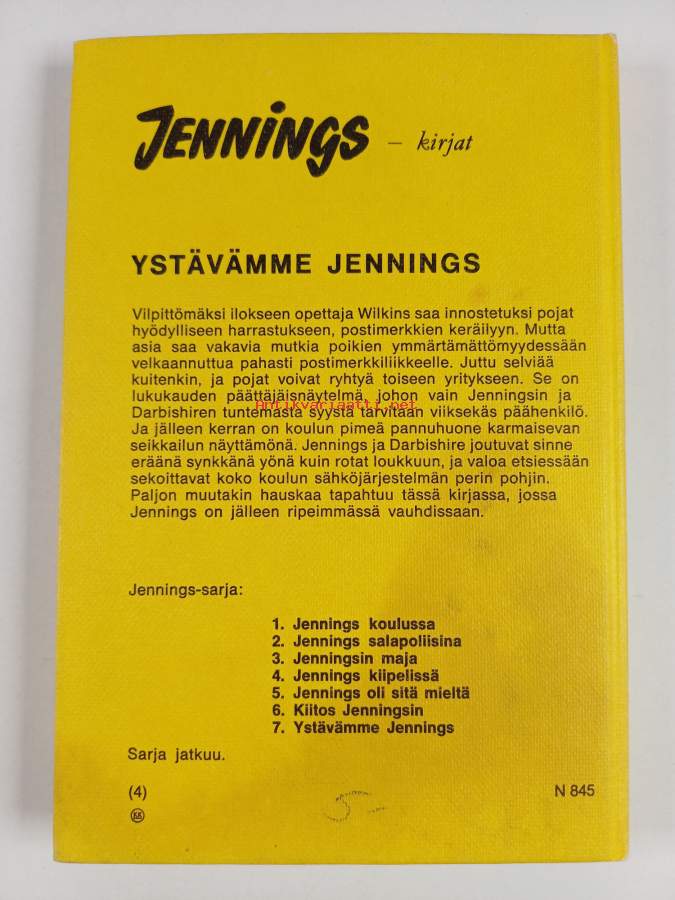 JENNINGS – kirjat
YSTÄVÄMME JENNINGS
Vilpittömäksi ilokseen opettaja Wilkins saa innostetuksi pojat
hyödylliseen harrastukseen, postimerkkien keräilyyn. Mutta
asia saa vakavia mutkia poikien ymmärtämättömyydessään
velkaannuttua pahasti postimerkkiliikkeelle. Juttu selviää
kuitenkin, ja pojat voivat ryhtyä toiseen yritykseen. Se on
lukukauden päättäjäisnäytelmä, johon vain Jenningsin ja
Antikvariaatti.net
Darbishiren tuntemasta syystä tarvitaan viiksekäs päähenkilö.
Ja jälleen kerran on koulun pimeä pannuhuone karmaisevan
seikkailun näyttämönä. Jennings ja Darbishire joutuvat sinne
eräänä synkkänä yönä kuin rotat loukkuun, ja valoa etsiessään
sekoittavat koko koulun sähköjärjestelmän perin pohjin.
Paljon muutakin hauskaa tapahtuu tässä kirjassa, jossa
Jennings on jälleen ripeimmässä vauhdissaan.
Jennings-sarja:
1. Jennings koulussa
2. Jennings salapoliisina
3. Jenningsin maja
4. Jennings kiipelissä
5. Jennings oli sitä mieltä
6. Kiitos Jenningsin
7. Ystävämme Jennings
Sarja jatkuu.
(4) N 845
KK
5-